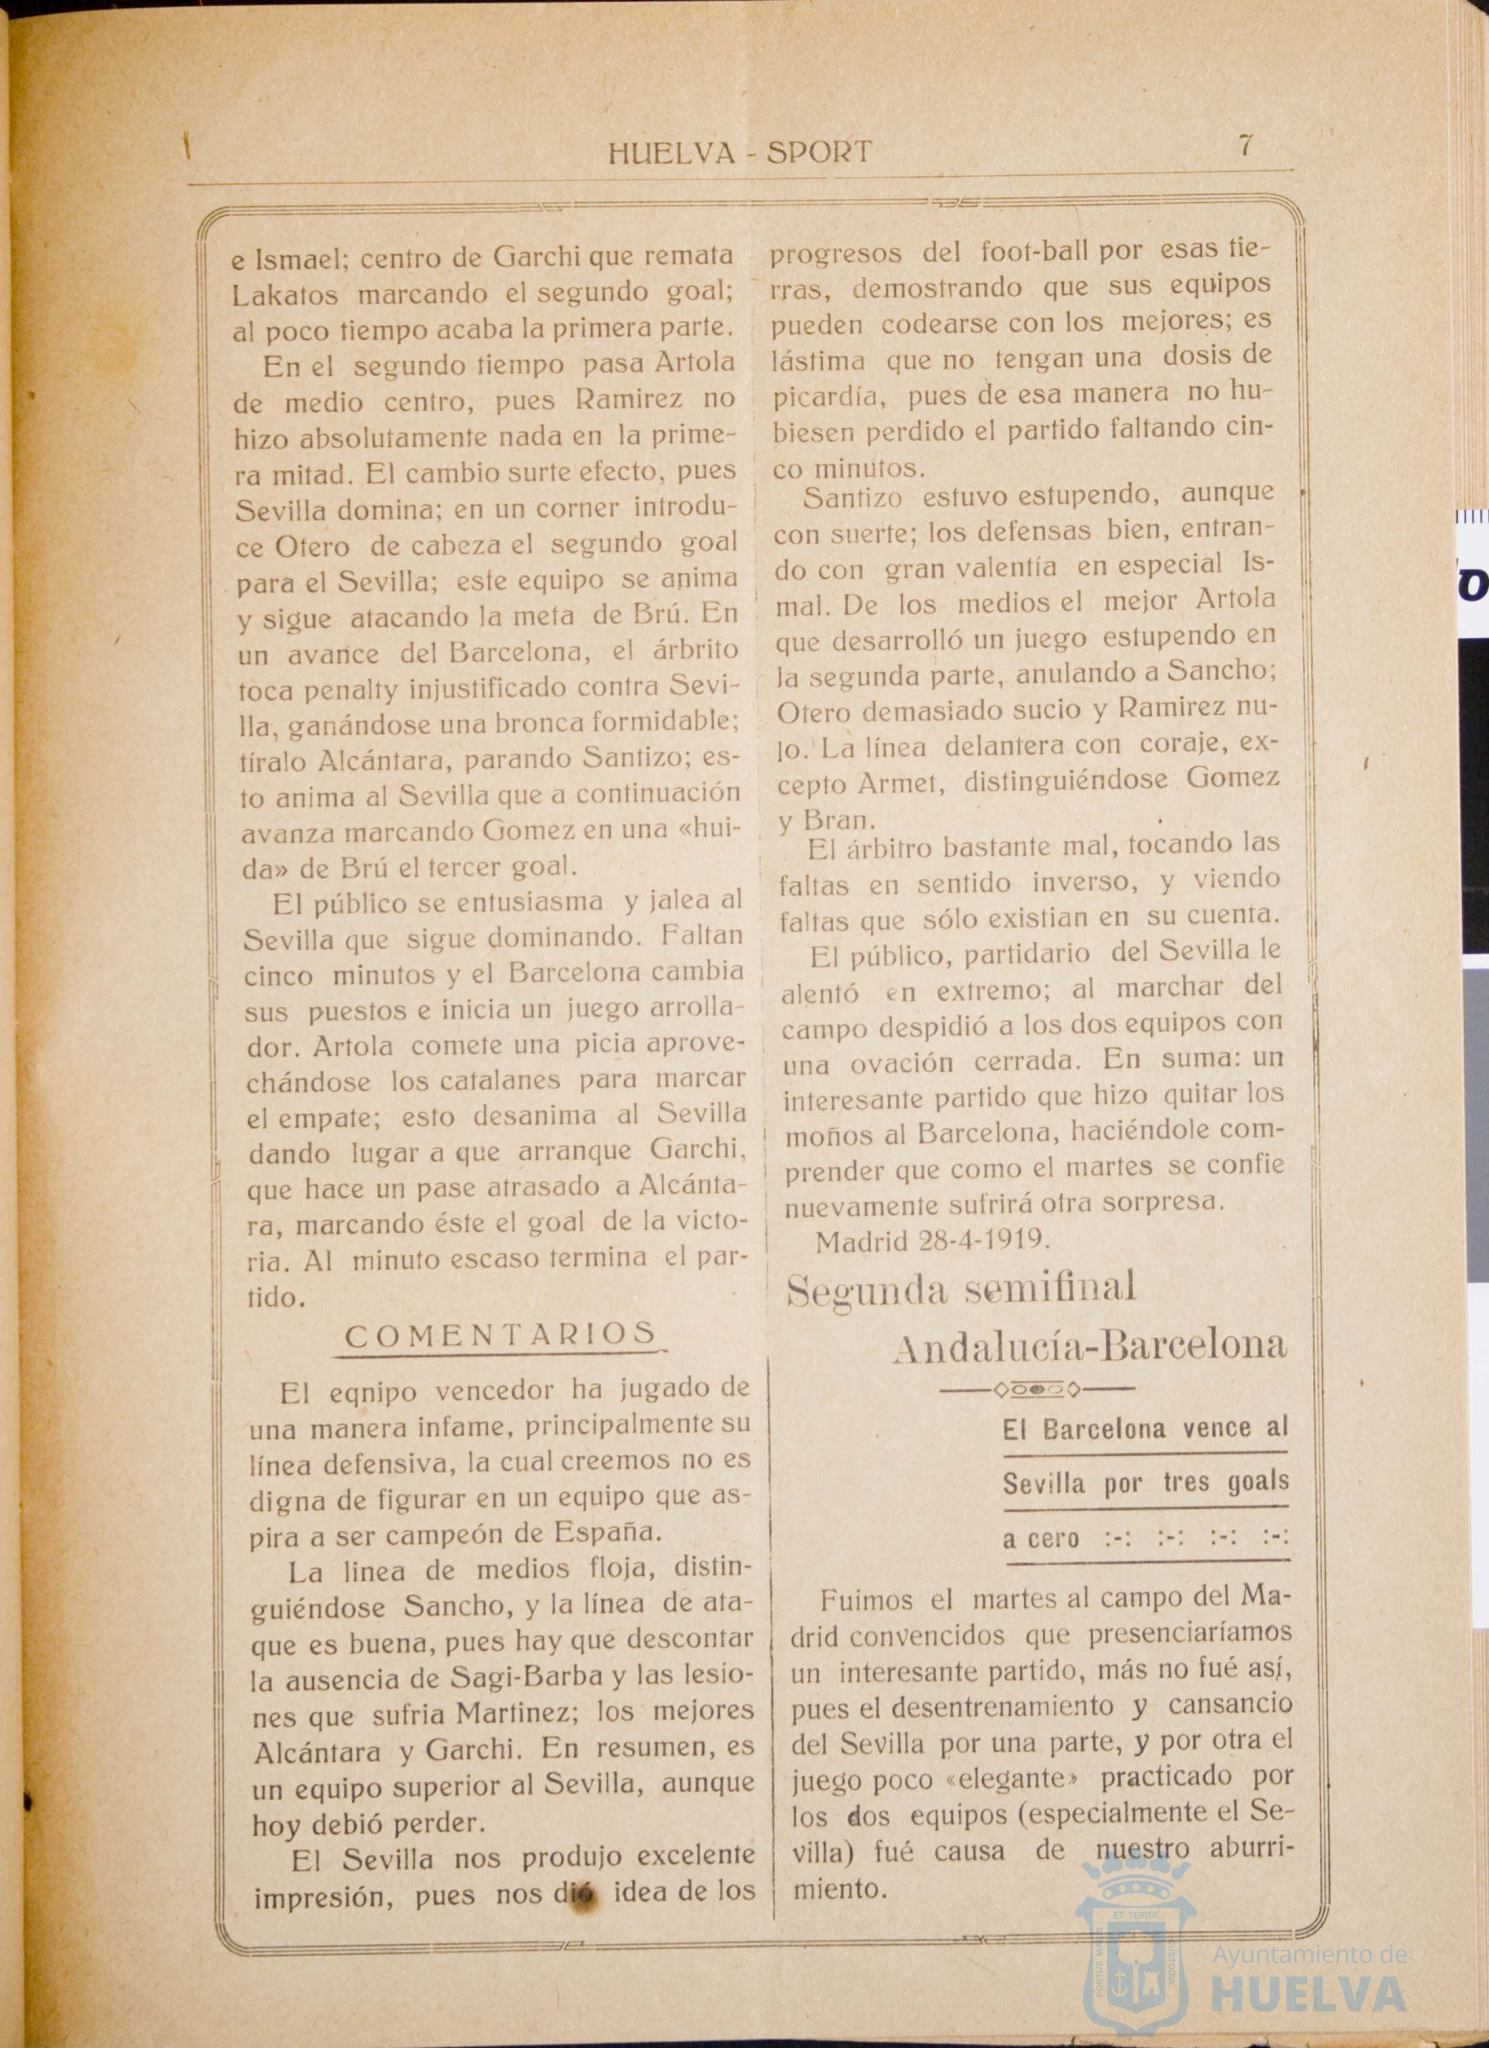 HUELVA - SPORT
7
e Ismael; centro de Garchi que remata
Lakatos marcando el segundo goal;
al poco tiempo acaba la primera parte.
En el segundo tiempo pasa Artola
de medio centro, pues Ramirez no
hizo absolutamente nada en la prime-
ra mitad. El cambio surte efecto, pues
Sevilla domina; en un corner introdu-
ce Otero de cabeza el segundo goal
para el Sevilla; este equipo se anima
y sigue atacando la meta de Brú. En
un avance del Barcelona, el árbrito
toca penalty injustificado contra Sevi-
lla, ganándose una bronca formidable;
tíralo Alcántara, parando Santizo; es-
to anima al Sevilla que a continuación
avanza marcando Gomez en una «hui-
da» de Brú el tercer goal.
El público se entusiasma y jalea al
Sevilla que sigue dominando. Faltan
cinco minutos y el Barcelona cambia
sus puestos e inicia un juego arrolla-
dor. Artola comete una picia aprove-
chándose los catalanes para marcar
el empate; esto desanima al Sevilla
dando lugar a que arranque Garchi,
que hace un pase atrasado a Alcánta-
ra, marcando éste el goal de la victo-
ria. Al minuto escaso termina el par-
tido.
COMENTARIOS
El eqnipo vencedor ha jugado de
una manera infame, principalmente su
línea defensiva, la cual creemos no es
digna de figurar en un equipo que as-
pira a ser campeón de España.
La linea de medios floja, distin-
guiéndose Sancho, y la línea de ata-
que es buena, pues hay que descontar
la ausencia de Sagi-Barba y las lesio-
nes que sufria Martinez; los mejores
Alcántara y Garchi. En resumen, es
un equipo superior al Sevilla, aunque
hoy debió perder.
El Sevilla nos produjo excelente
impresión, pues nos dió idea de los
progresos del foot-ball por esas tie-
rras, demostrando que sus equipos
pueden codearse con los mejores; es
lástima que no tengan una dosis de
picardía, pues de esa manera no hu-
biesen perdido el partido faltando cin-
co minutos.
Santizo estuvo estupendo, aunque
con suerte; los defensas bien, entran-
do con gran valentía en especial Is-
mal. De los medios el mejor Artola
que desarrolló un juego estupendo en
la segunda parte, anulando a Sancho;
Otero demasiado sucio y Ramirez nu-
lo. La línea delantera con coraje, ex-
cepto Armet, distinguiéndose Gomez
y Bran.
El árbitro bastante mal, tocando las
faltas en sentido inverso, y viendo
faltas que sólo existian en su cuenta.
El público, partidario del Sevilla le
alentó en extremo; al marchar del
campo despidió a los dos equipos con
una ovación cerrada. En suma: un
interesante partido que hizo quitar los
moños al Barcelona, haciéndole com-
prender que como el martes se confie
nuevamente sufrirá otra sorpresa.
Madrid 28-4-1919.
Segunda semifinal
Andalucía-Barcelona
El Barcelona vence al
Sevilla por tres goals
a cero :-: :-: :-: :-:
Fuimos el martes al campo del Ma-
drid convencidos que presenciaríamos
un interesante partido, más no fué así,
pues el desentrenamiento y cansancio
del Sevilla por una parte, y por otra el
juego poco «elegante» practicado por
los dos equipos (especialmente el Se-
villa) fué causa de nuestro aburri-
miento.
PORTUS MARIS
ET TERRÆ
CUSTODIA
Ayuntamiento de
HUELVA